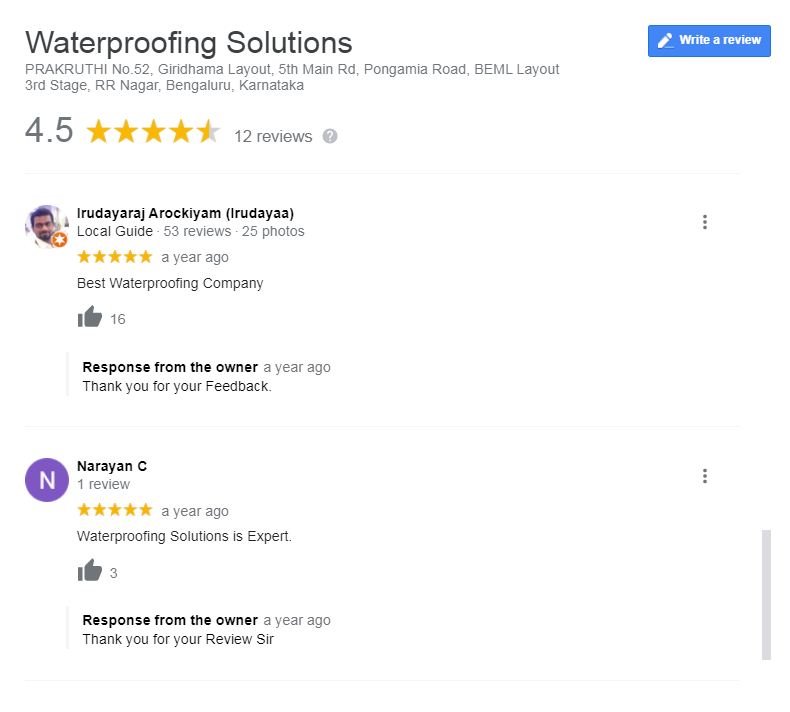 Waterproofing Solutions
Write a review
PRAKRUTHI No.52, Giridhama Layout, 5th Main Rd, Pongamia Road, BEML Layout
3rd Stage, RR Nagar, Bengaluru, Karnataka
4.5 12 reviews ?
Irudayaraj Arockiyam (Irudayaa)
Local Guide · 53 reviews · 25 photos
a year ago
Best Waterproofing Company
16
Response from the owner a year ago
Thank you for your Feedback.
N
Narayan C
1 review
a year ago
Waterproofing Solutions is Expert.
3
Response from the owner a year ago
Thank you for your Review Sir